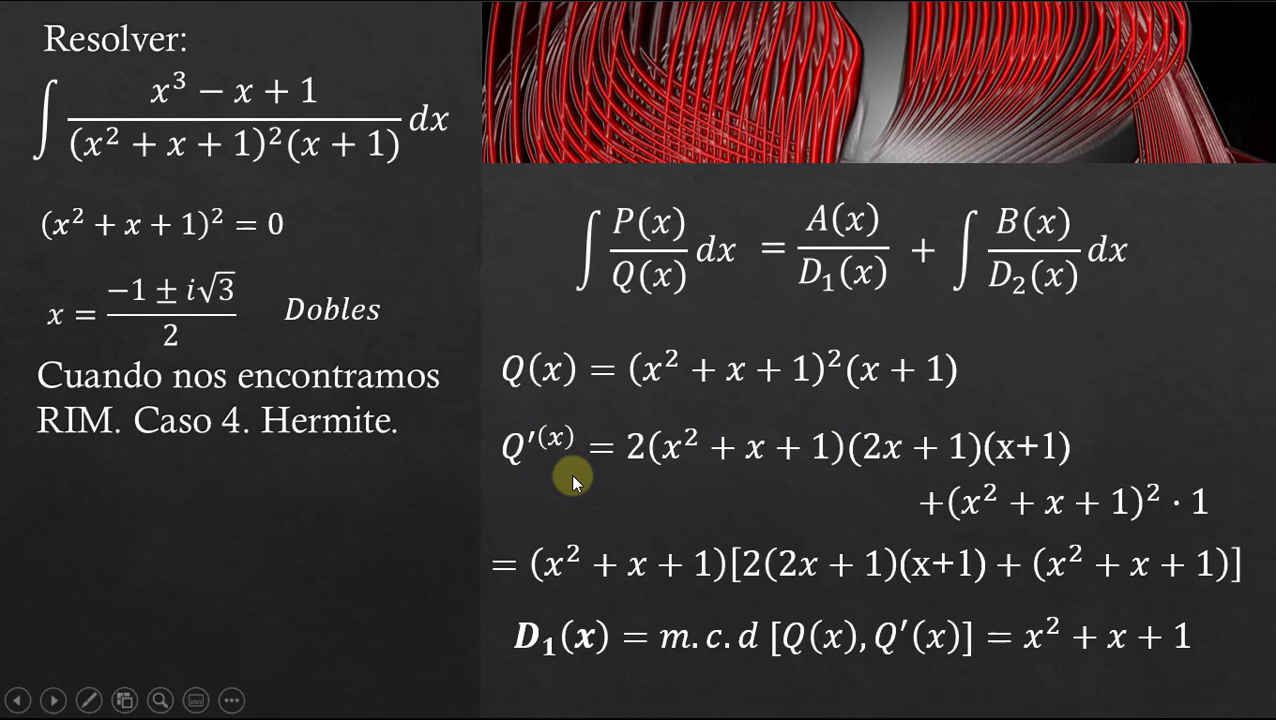 Resolver:
∫ (x³ − x + 1) / ((x² + x + 1)²(x + 1)) dx
(x² + x + 1)² = 0
x = (−1 ± i√3) / 2   Dobles
Cuando nos encontramos
RIM. Caso 4. Hermite.
∫ P(x)/Q(x) dx = A(x)/D₁(x) + ∫ B(x)/D₂(x) dx
Q(x) = (x² + x + 1)²(x + 1)
Q′⁽ˣ⁾ = 2(x² + x + 1)(2x + 1)(x+1)
+(x² + x + 1)² · 1
= (x² + x + 1)[2(2x + 1)(x+1) + (x² + x + 1)]
D₁(x) = m. c. d [Q(x), Q′(x)] = x² + x + 1